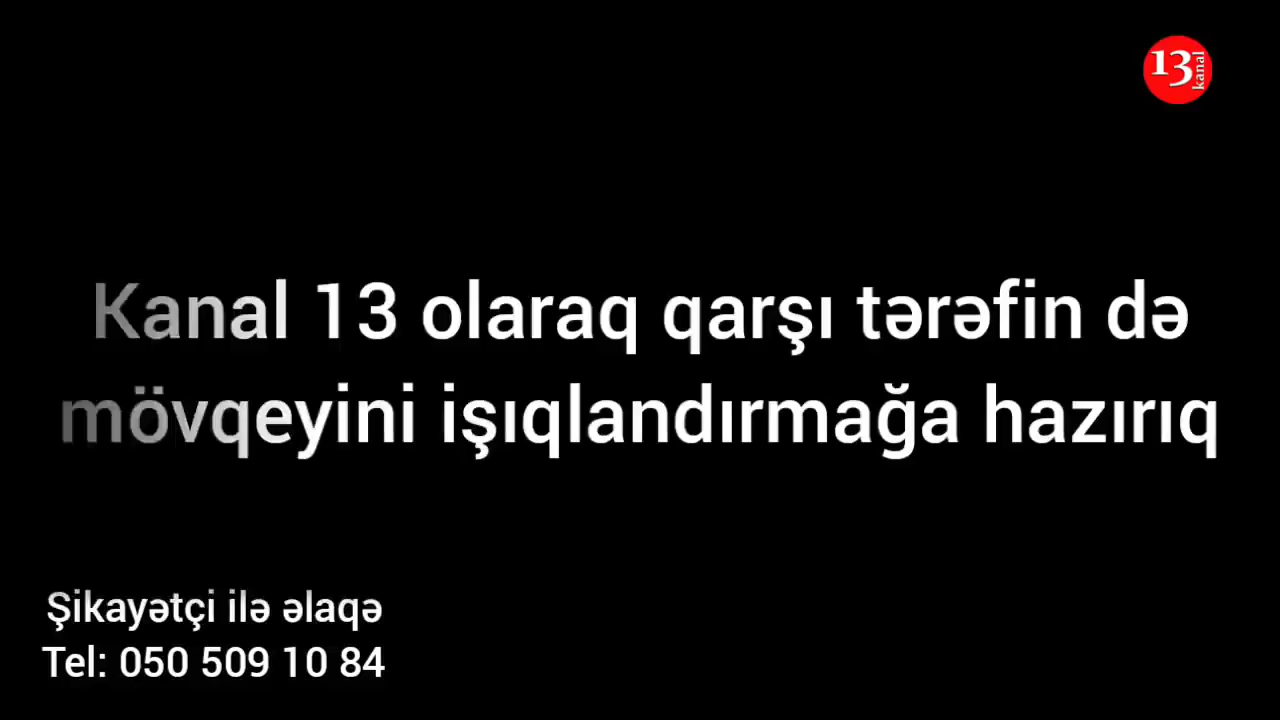 13 kanal
Kanal 13 olaraq qarşı tərəfin də
mövqeyini işıqlandırmağa hazırıq
Şikayətçi ilə əlaqə
Tel: 050 509 10 84